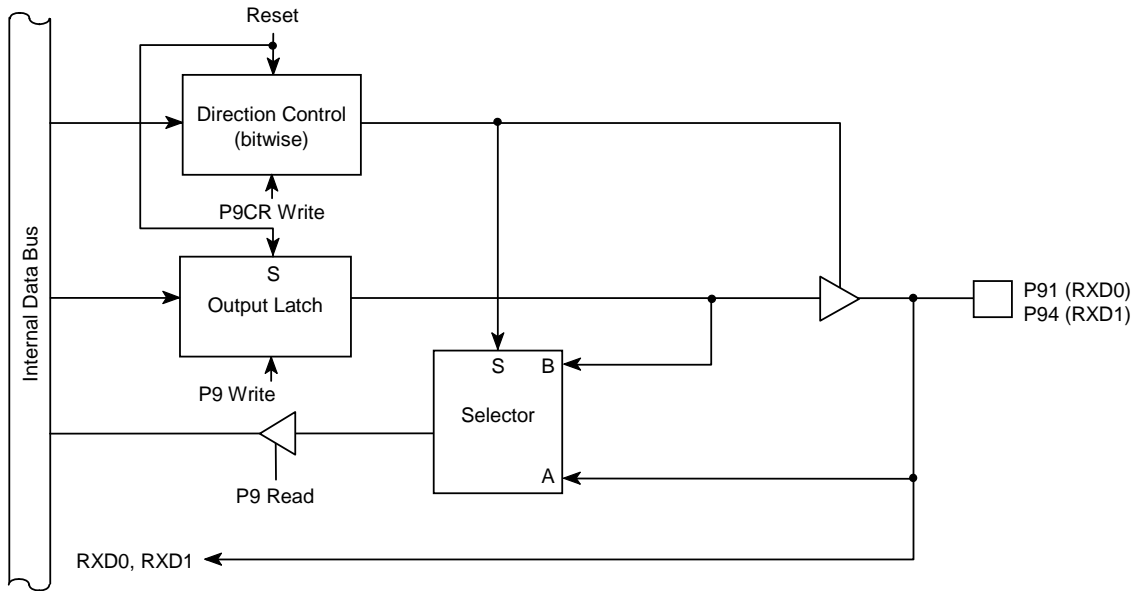 Reset
Direction Control
(bitwise)
P9CR Write
Internal Data Bus
S
Output Latch
P91 (RXD0)
P94 (RXD1)
P9 Write
S B
Selector
A
P9 Read
RXD0, RXD1